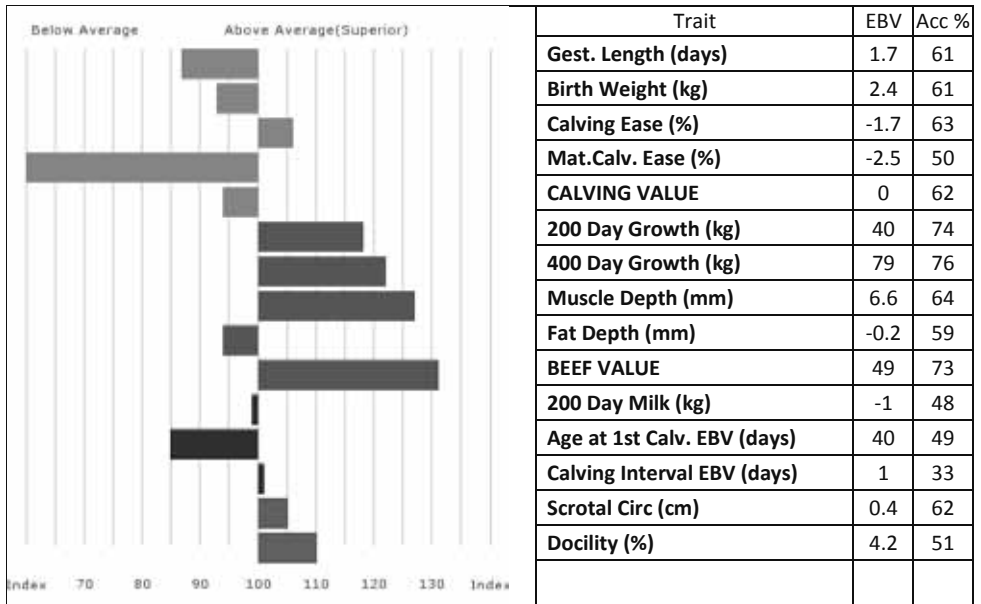 Below Average Above Average(Superior)
Index 70 80 90 100 110 120 130 Index
Trait EBV Acc %
Gest. Length (days) 1.7 61
Birth Weight (kg) 2.4 61
Calving Ease (%) -1.7 63
Mat.Calv. Ease (%) -2.5 50
CALVING VALUE 0 62
200 Day Growth (kg) 40 74
400 Day Growth (kg) 79 76
Muscle Depth (mm) 6.6 64
Fat Depth (mm) -0.2 59
BEEF VALUE 49 73
200 Day Milk (kg) -1 48
Age at 1st Calv. EBV (days) 40 49
Calving Interval EBV (days) 1 33
Scrotal Circ (cm) 0.4 62
Docility (%) 4.2 51